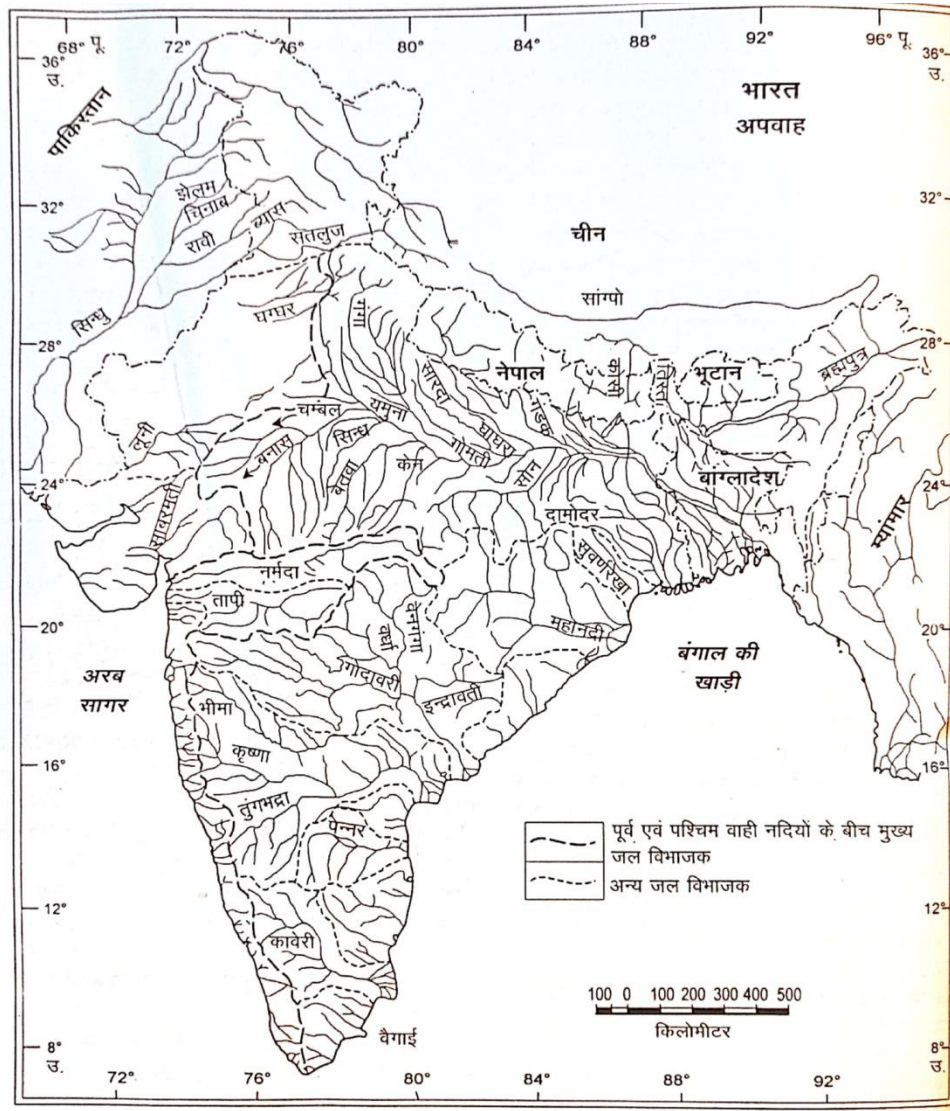 68° पू. 72° 76° 80° 84° 88° 92° 96° पू.
36° उ.
36° उ.
भारत
अपवाह
पाकिस्तान
झेलम
चिनाब
रावी
ब्यास
सतलुज
32°
32°
चीन
सांग्पो
सिन्धु
घग्घर
गंगा
28°
28°
सारदा
नेपाल
कोसी
तिस्ता
भूटान
ब्रह्मपुत्र
गंडक
चम्बल
यमुना
घाघरा
गोमती
लूनी
बनास
सिन्ध
बेतवा
केन
सोन
बांग्लादेश
24°
24°
साबरमती
दामोदर
म्यांमार
नर्मदा
सुवर्णरेखा
तापी
वर्धा
वेनगंगा
महानदी
20°
20°
अरब
सागर
बंगाल की
खाड़ी
गोदावरी
इन्द्रावती
भीमा
कृष्णा
16°
16°
तुंगभद्रा
पेन्नर
पूर्व एवं पश्चिम वाही नदियों के बीच मुख्य
जल विभाजक
अन्य जल विभाजक
12°
12°
कावेरी
100 0 100 200 300 400 500
किलोमीटर
वैगाई
8° उ.
8° उ.
72° 76° 80° 84° 88° 92°